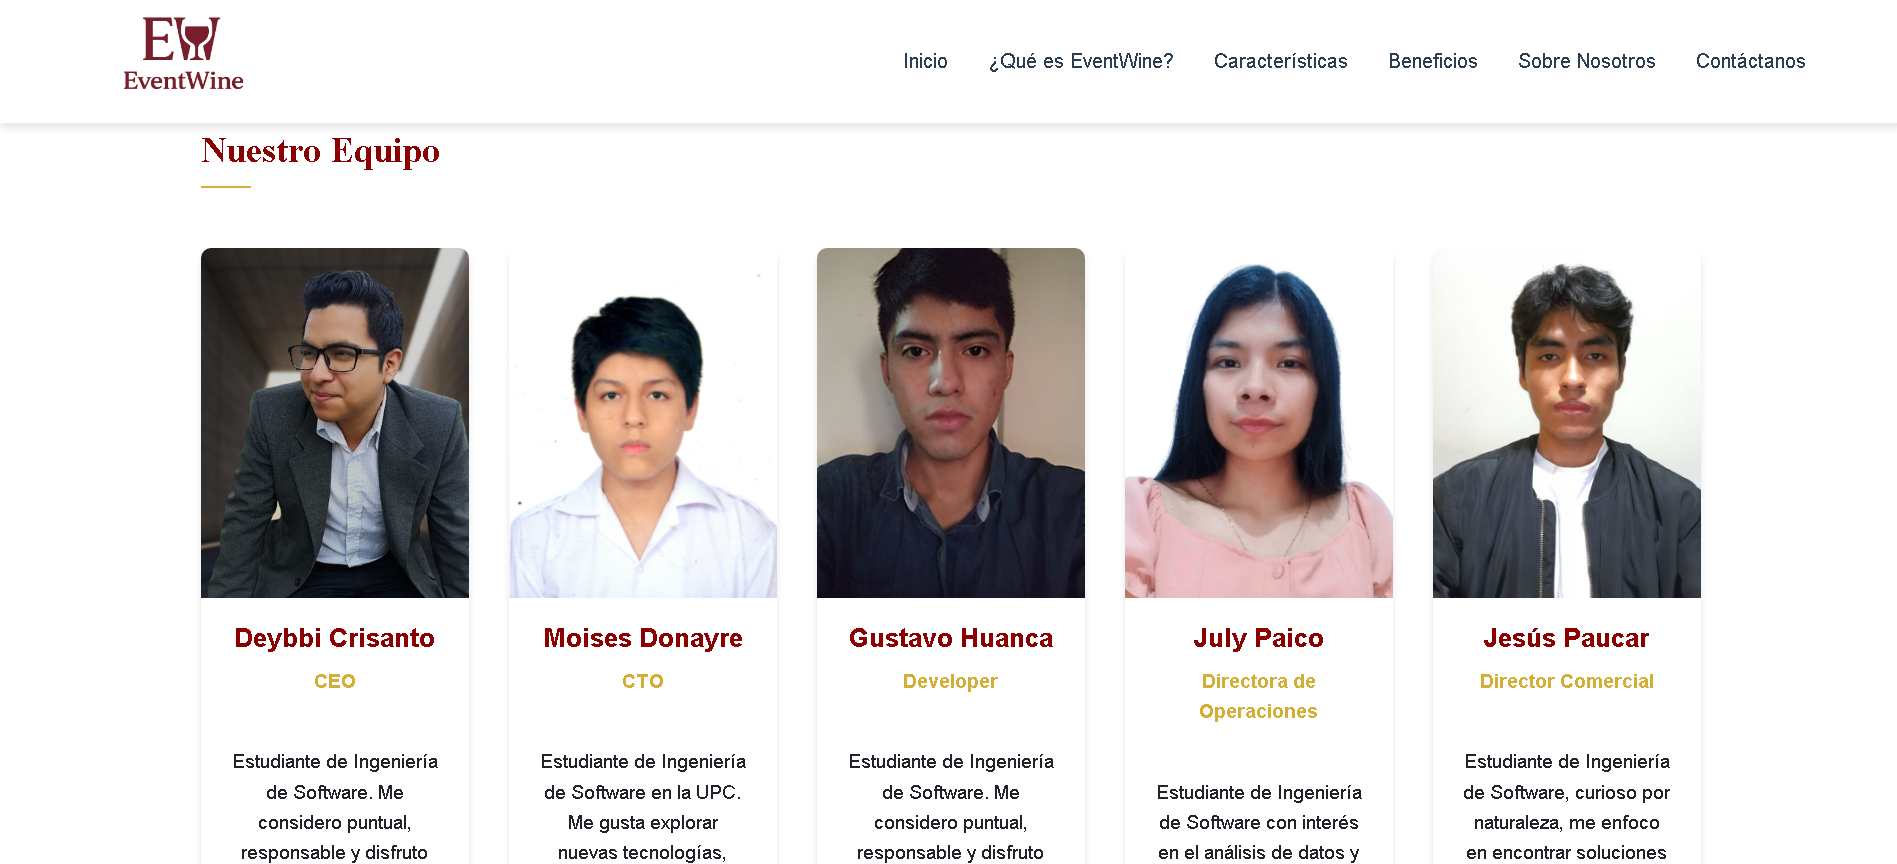 EW
EventWine
Inicio ¿Qué es EventWine? Características Beneficios Sobre Nosotros Contáctanos
Nuestro Equipo
Deybbi Crisanto
CEO
Estudiante de Ingeniería
de Software. Me
considero puntual,
responsable y disfruto
Moises Donayre
CTO
Estudiante de Ingeniería
de Software en la UPC.
Me gusta explorar
nuevas tecnologías,
Gustavo Huanca
Developer
Estudiante de Ingeniería
de Software. Me
considero puntual,
responsable y disfruto
July Paico
Directora de
Operaciones
Estudiante de Ingeniería
de Software con interés
en el análisis de datos y
Jesús Paucar
Director Comercial
Estudiante de Ingeniería
de Software, curioso por
naturaleza, me enfoco
en encontrar soluciones